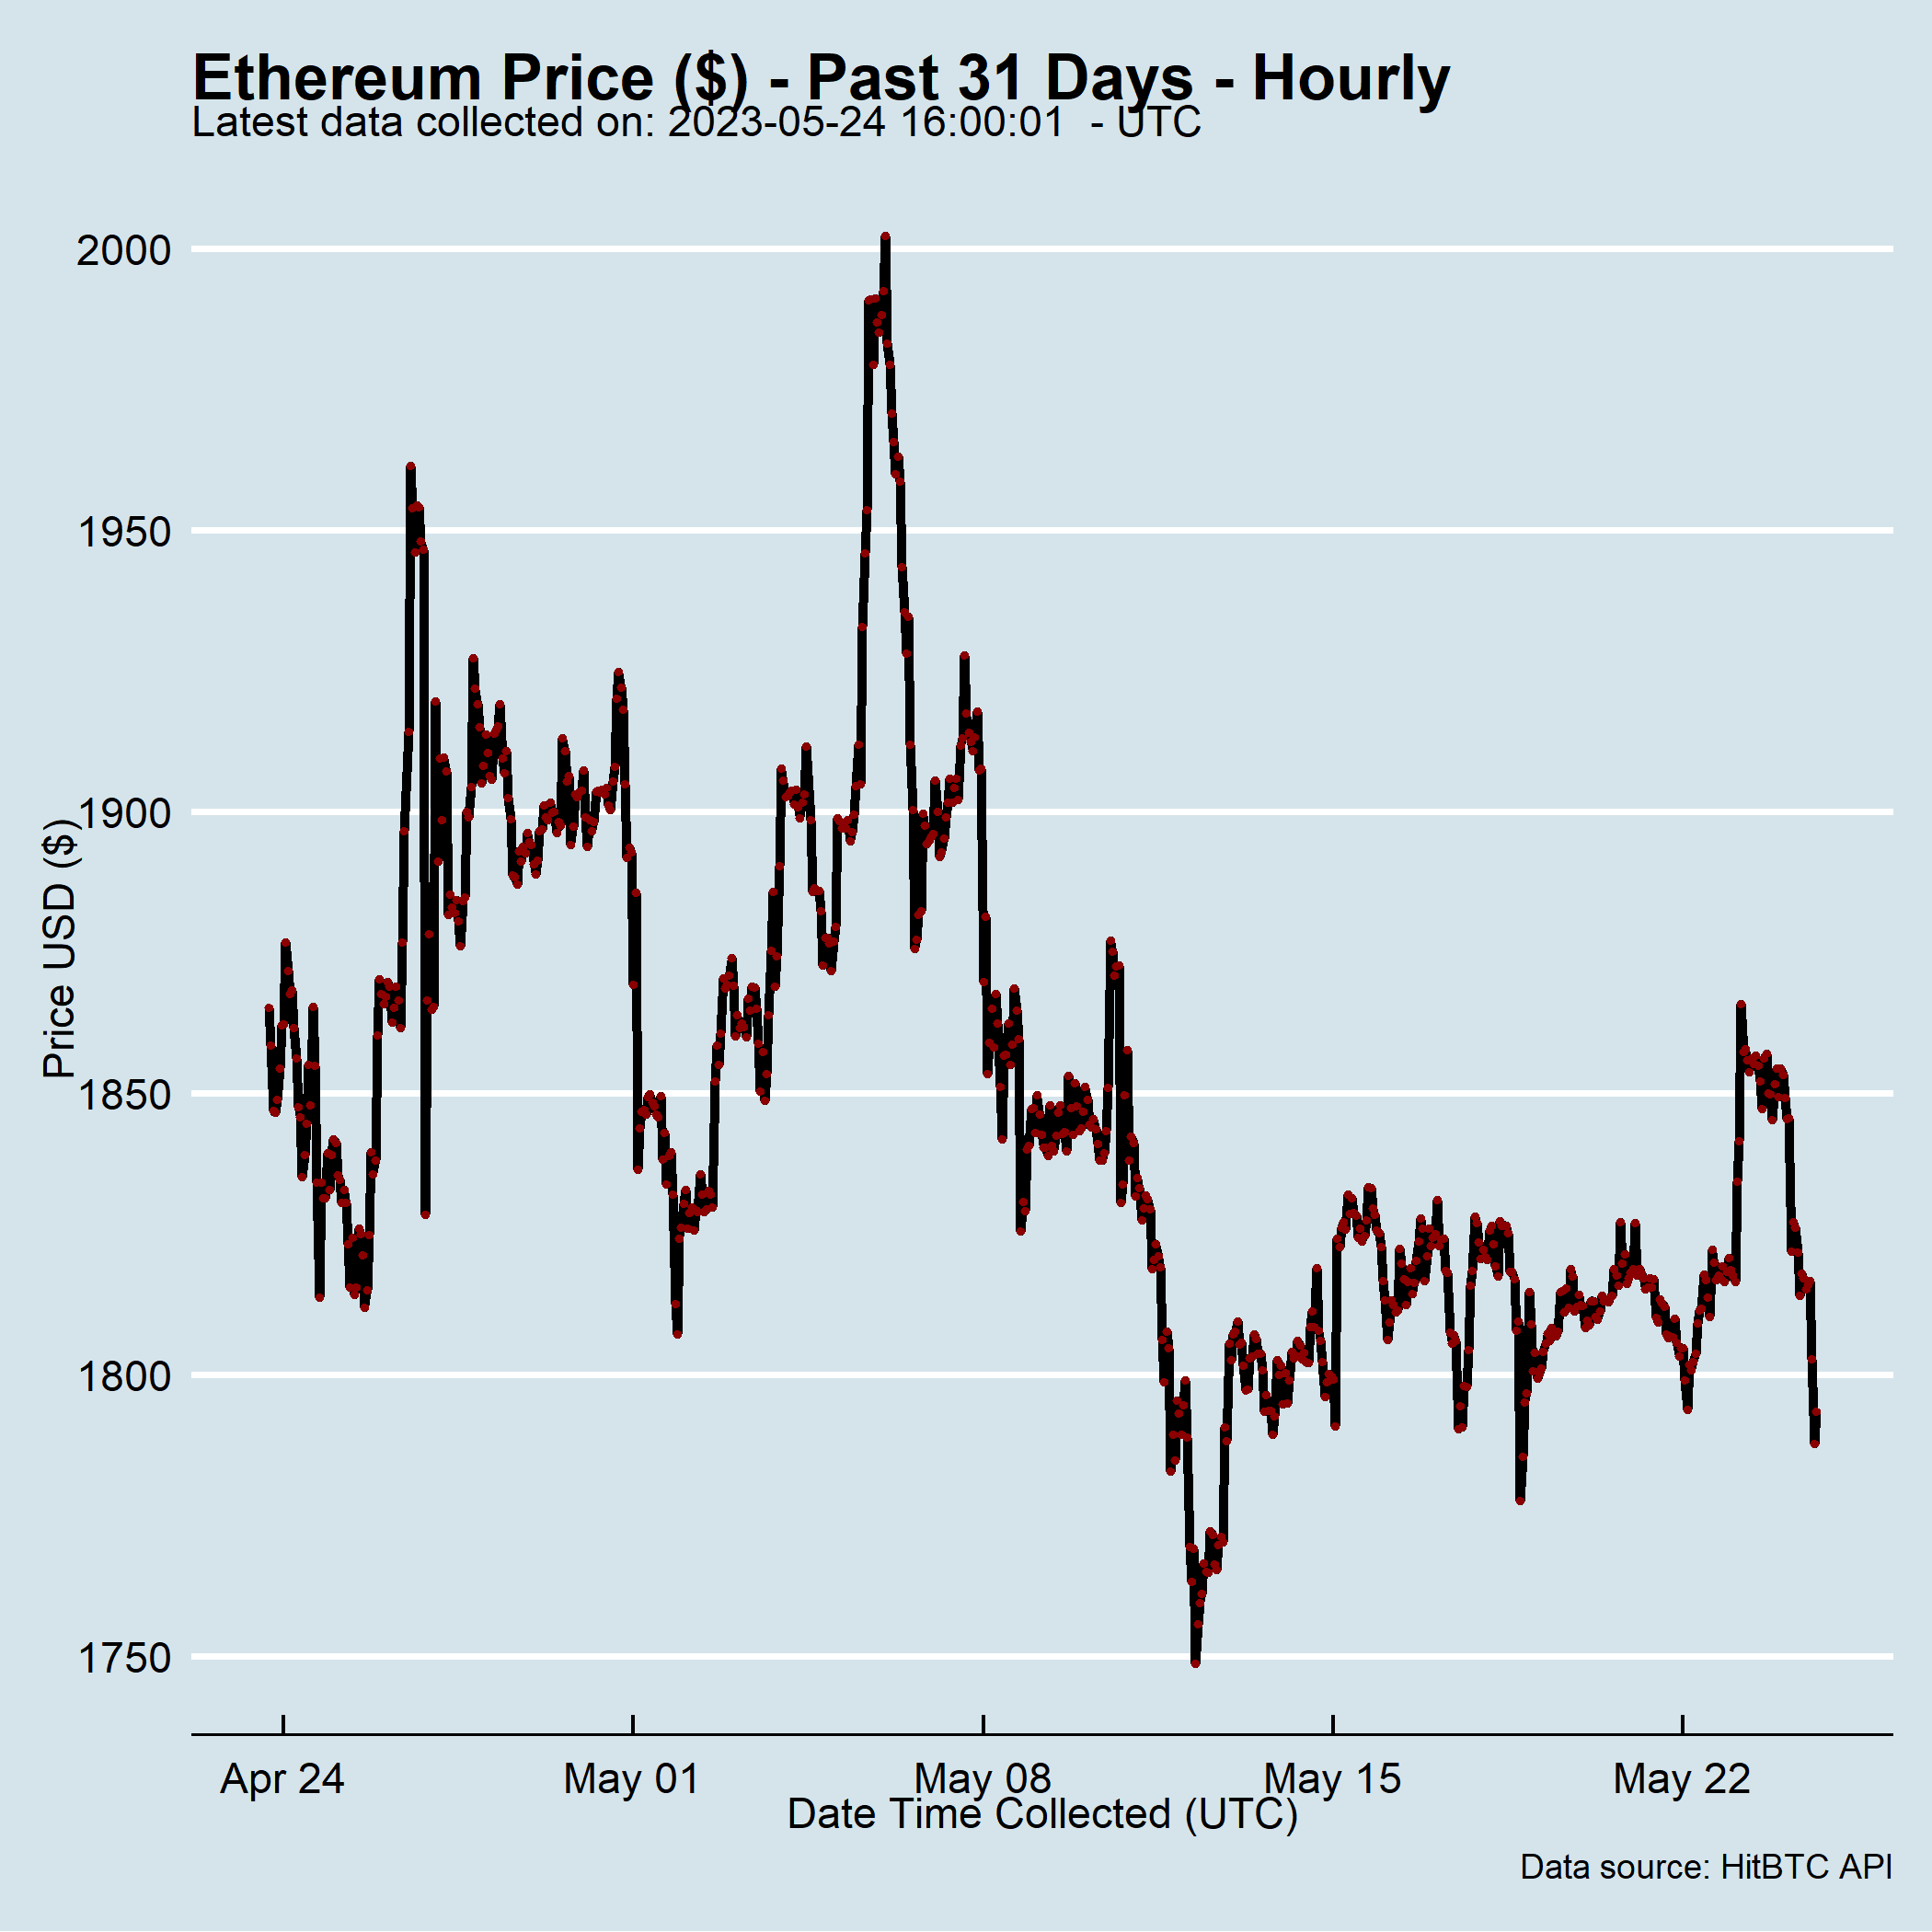 Ethereum Price ($) - Past 31 Days - Hourly
Latest data collected on: 2023-05-24 16:00:01  - UTC
2000
1950
1900
1850
1800
1750
Price USD ($)
Apr 24 May 01 May 08 May 15 May 22
Date Time Collected (UTC)
Data source: HitBTC API